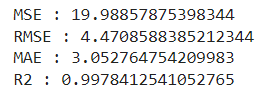 MSE : 19.98857875398344
RMSE : 4.4708588385212344
MAE : 3.052764754209983
R2 : 0.9978412541052765